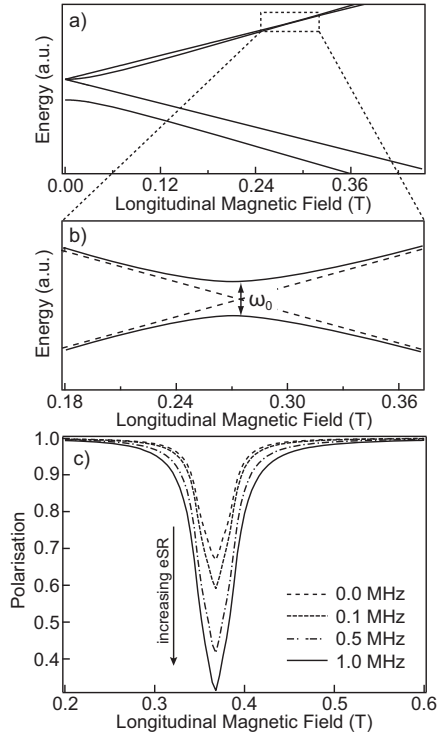 a)
Energy (a.u.)
0.00 0.12 0.24 0.36
Longitudinal Magnetic Field (T)
b)
Energy (a.u.)
ω₀
0.18 0.24 0.30 0.36
Longitudinal Magnetic Field (T)
c)
Polarisation
1.0
0.9
0.8
0.7
0.6
0.5
0.4
increasing eSR
0.0 MHz
0.1 MHz
0.5 MHz
1.0 MHz
0.2 0.3 0.4 0.5 0.6
Longitudinal Magnetic Field (T)